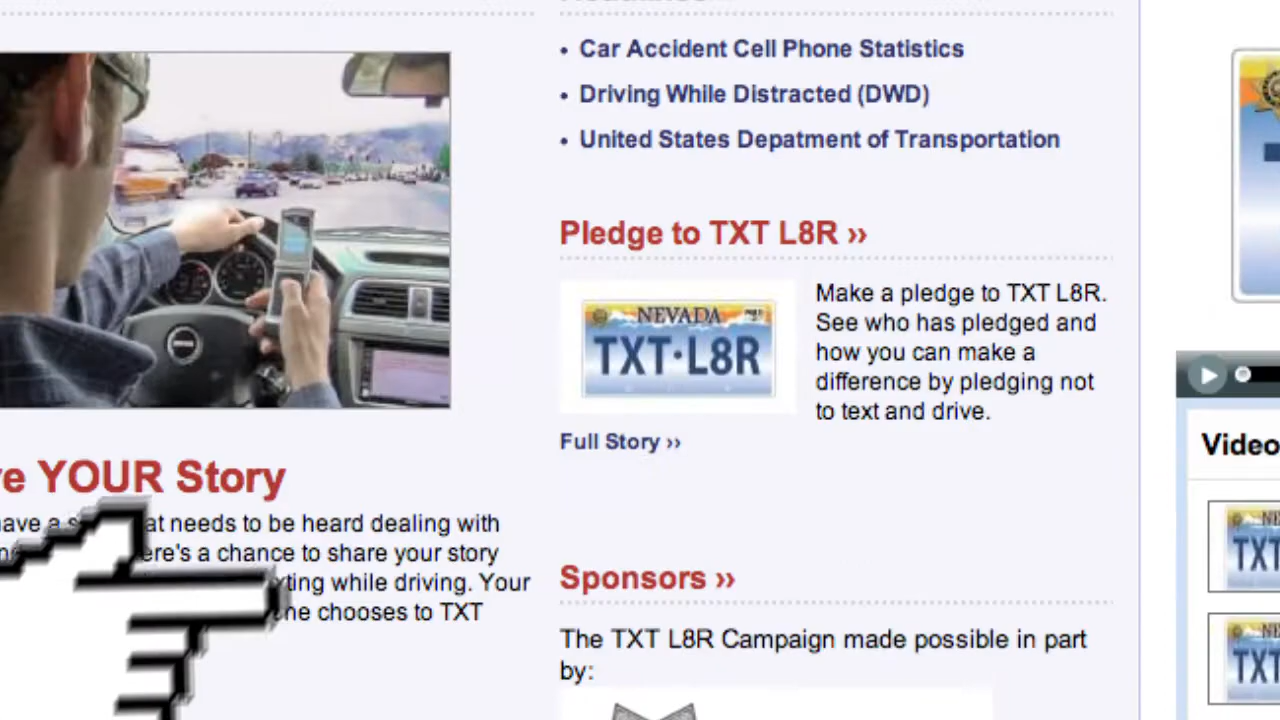 Car Accident Cell Phone Statistics
Driving While Distracted (DWD)
United States Depatment of Transportation
Pledge to TXT L8R ››
NEVADA
TXT·L8R
Make a pledge to TXT L8R.
See who has pledged and
how you can make a
difference by pledging not
to text and drive.
Full Story ››
YOUR Story
have a at needs to be heard dealing with
ere's a chance to share your story
xting while driving. Your
ne chooses to TXT
Sponsors ››
The TXT L8R Campaign made possible in part
by:
Video
TXT
TXT